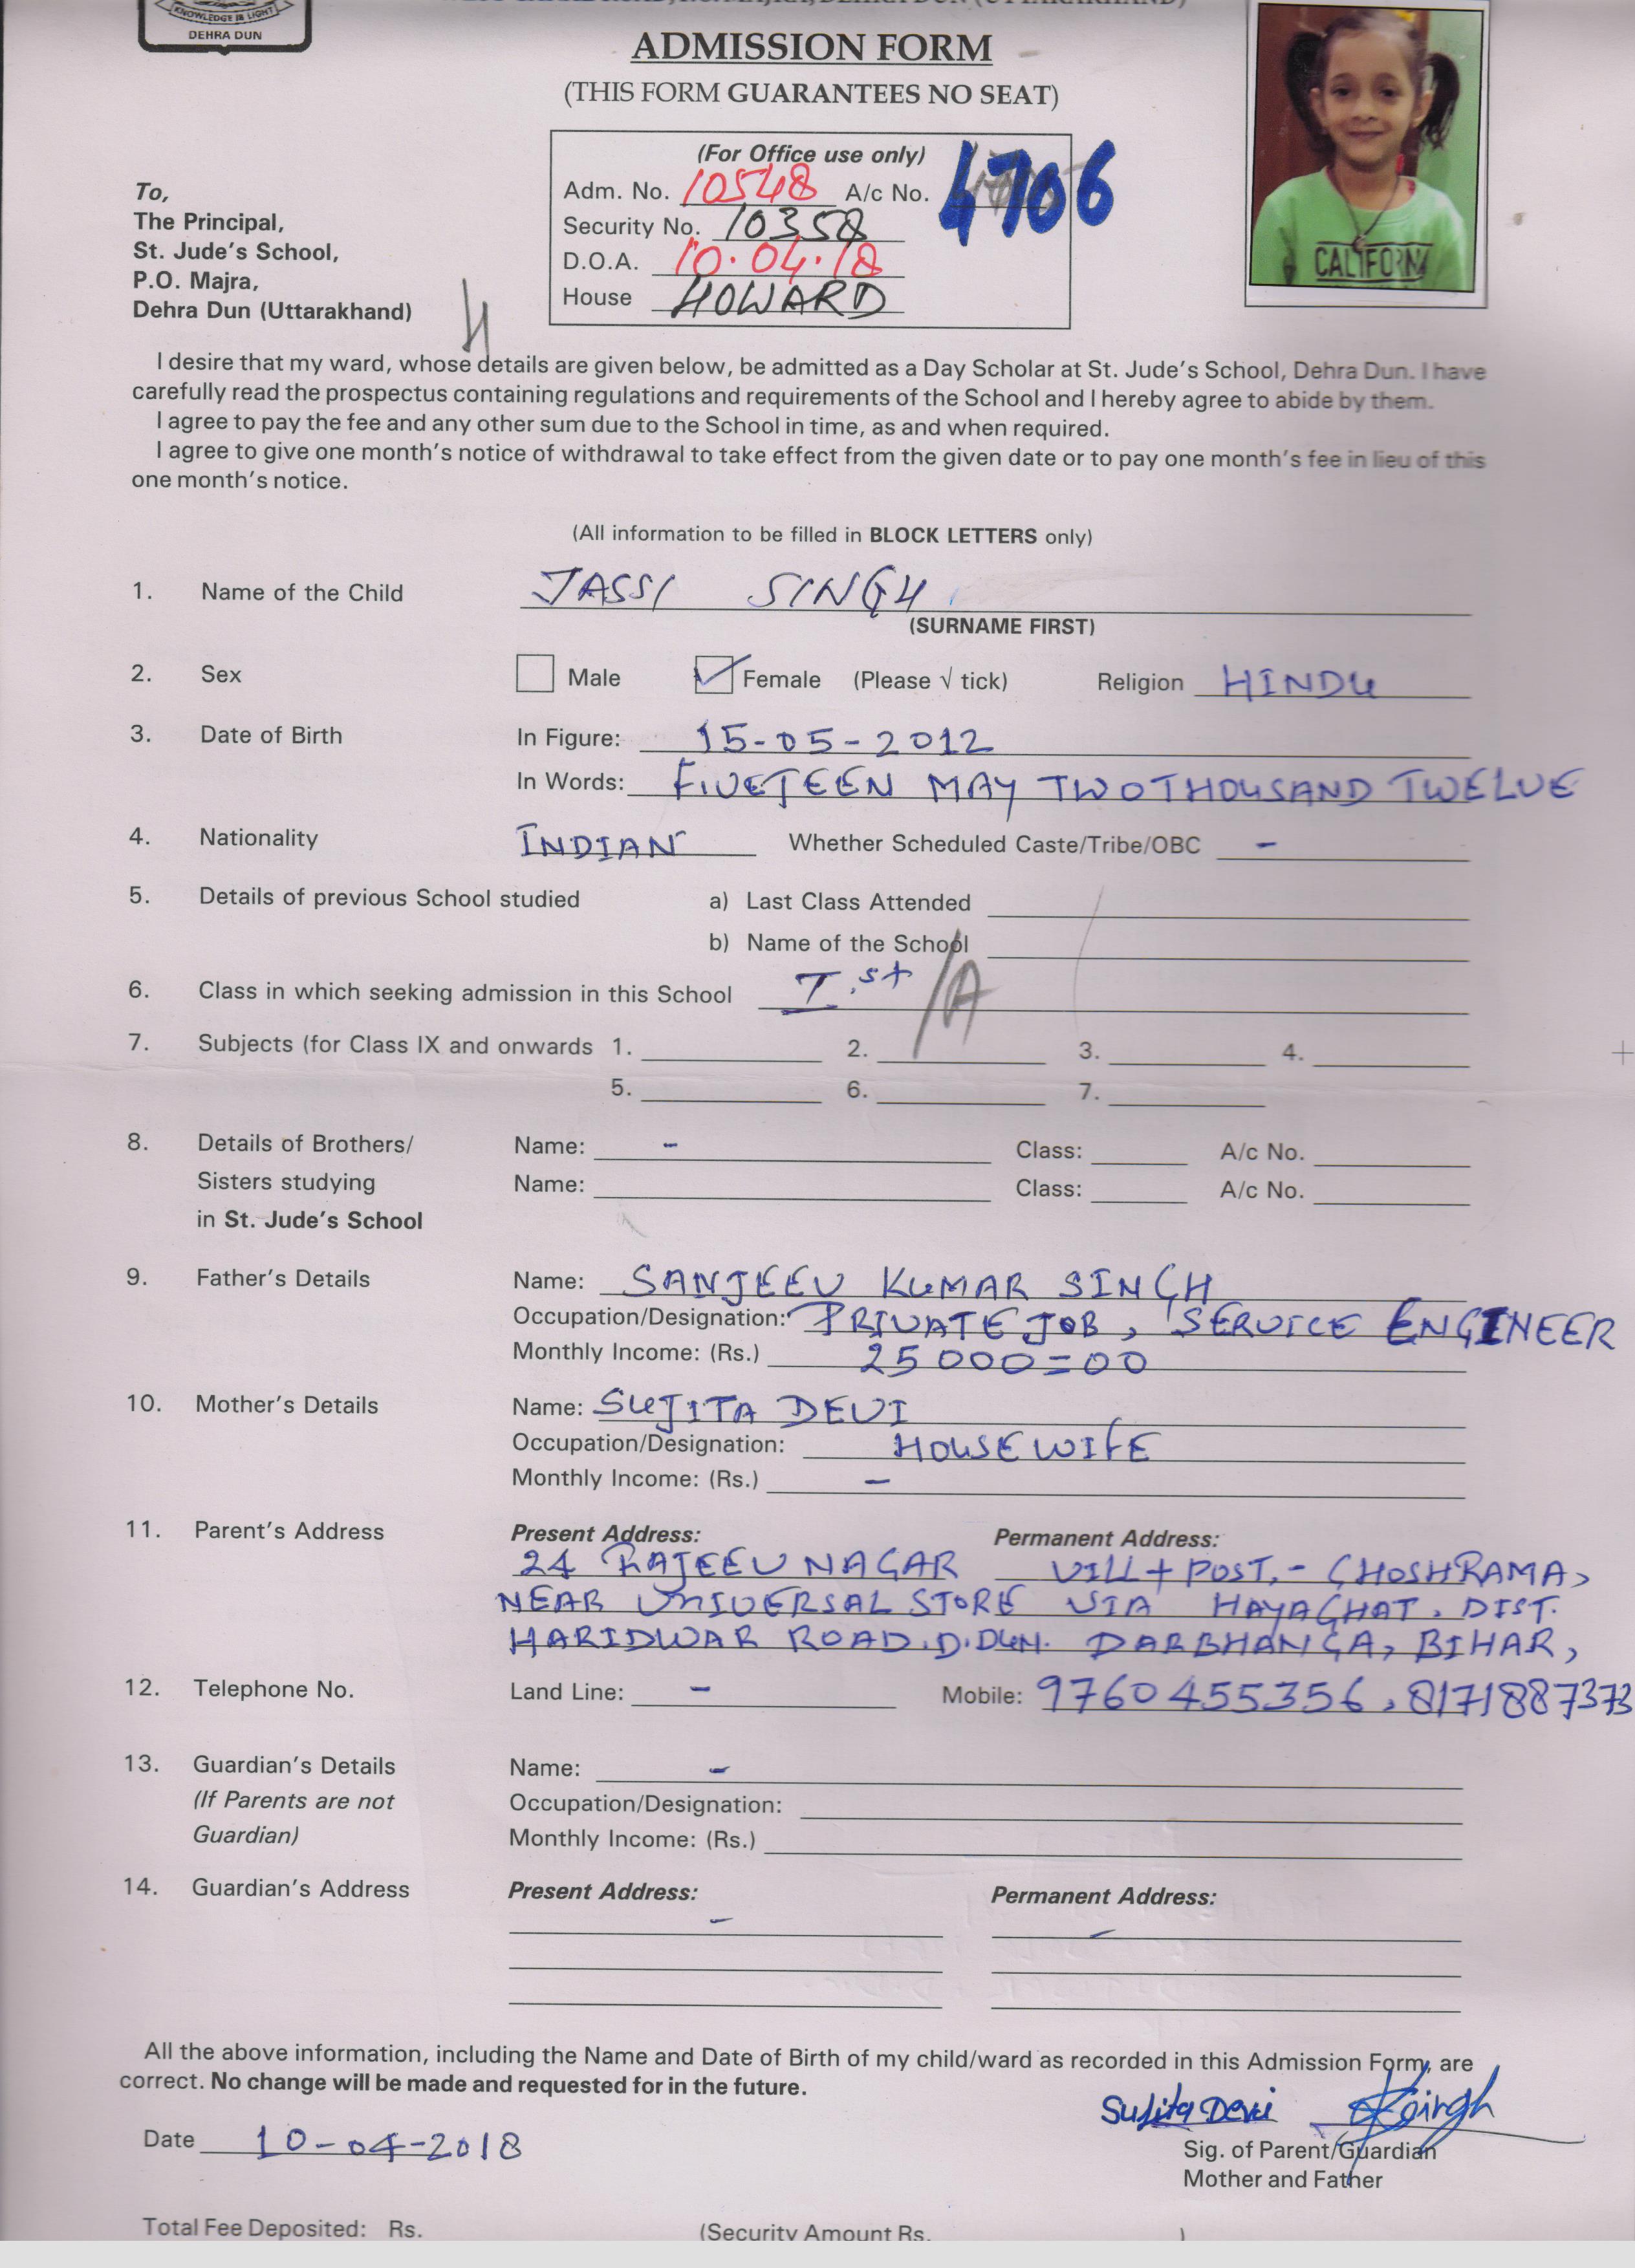 KNOWLEDGE IS LIGHT
DEHRA DUN
ADMISSION FORM
(THIS FORM GUARANTEES NO SEAT)
(For Office use only)
Adm. No. 10548 A/c No. 4706
Security No. 10358
D.O.A. 10.04.18
House HOWARD
To,
The Principal,
St. Jude's School,
P.O. Majra,
Dehra Dun (Uttarakhand)
CALIFORN
I desire that my ward, whose details are given below, be admitted as a Day Scholar at St. Jude's School, Dehra Dun. I have
carefully read the prospectus containing regulations and requirements of the School and I hereby agree to abide by them.
I agree to pay the fee and any other sum due to the School in time, as and when required.
I agree to give one month's notice of withdrawal to take effect from the given date or to pay one month's fee in lieu of this
one month's notice.
(All information to be filled in BLOCK LETTERS only)
1. Name of the Child JASSI SINGH
(SURNAME FIRST)
2. Sex Male Female (Please √ tick) Religion HINDU
3. Date of Birth In Figure: 15-05-2012
In Words: FIVETEEN MAY TWO THOUSAND TWELVE
4. Nationality INDIAN Whether Scheduled Caste/Tribe/OBC -
5. Details of previous School studied a) Last Class Attended
b) Name of the School
6. Class in which seeking admission in this School I.st /A
7. Subjects (for Class IX and onwards 1. 2. 3. 4.
5. 6. 7.
8. Details of Brothers/ Name: - Class: A/c No.
Sisters studying Name: Class: A/c No.
in St. Jude's School
9. Father's Details Name: SANJEEV KUMAR SINGH
Occupation/Designation: PRIVATE JOB, SERVICE ENGINEER
Monthly Income: (Rs.) 25000=00
10. Mother's Details Name: SUJITA DEVI
Occupation/Designation: HOUSE WIFE
Monthly Income: (Rs.) -
11. Parent's Address Present Address: Permanent Address:
24 RAJEEV NAGAR VILL + POST.- GHOSHRAMA,
NEAR UNIVERSAL STORE VIA HAYAGHAT. DIST.
HARIDWAR ROAD. D.DUN. DARBHANGA, BIHAR,
12. Telephone No. Land Line: - Mobile: 9760455356, 8171887373
13. Guardian's Details Name: -
(If Parents are not Occupation/Designation:
Guardian) Monthly Income: (Rs.)
14. Guardian's Address Present Address: Permanent Address:
- -
All the above information, including the Name and Date of Birth of my child/ward as recorded in this Admission Form, are
correct. No change will be made and requested for in the future.
Sujita Devi SKSingh
Date 10-04-2018
Sig. of Parent/Guardian
Mother and Father
Total Fee Deposited: Rs. (Security Amount Rs. )